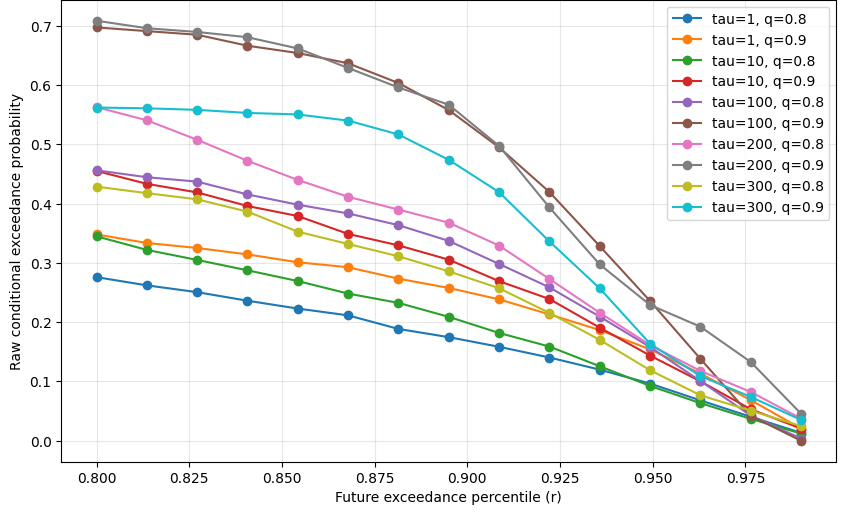 Raw conditional exceedance probability
0.7
0.6
0.5
0.4
0.3
0.2
0.1
0.0
tau=1, q=0.8
tau=1, q=0.9
tau=10, q=0.8
tau=10, q=0.9
tau=100, q=0.8
tau=100, q=0.9
tau=200, q=0.8
tau=200, q=0.9
tau=300, q=0.8
tau=300, q=0.9
0.800 0.825 0.850 0.875 0.900 0.925 0.950 0.975
Future exceedance percentile (r)